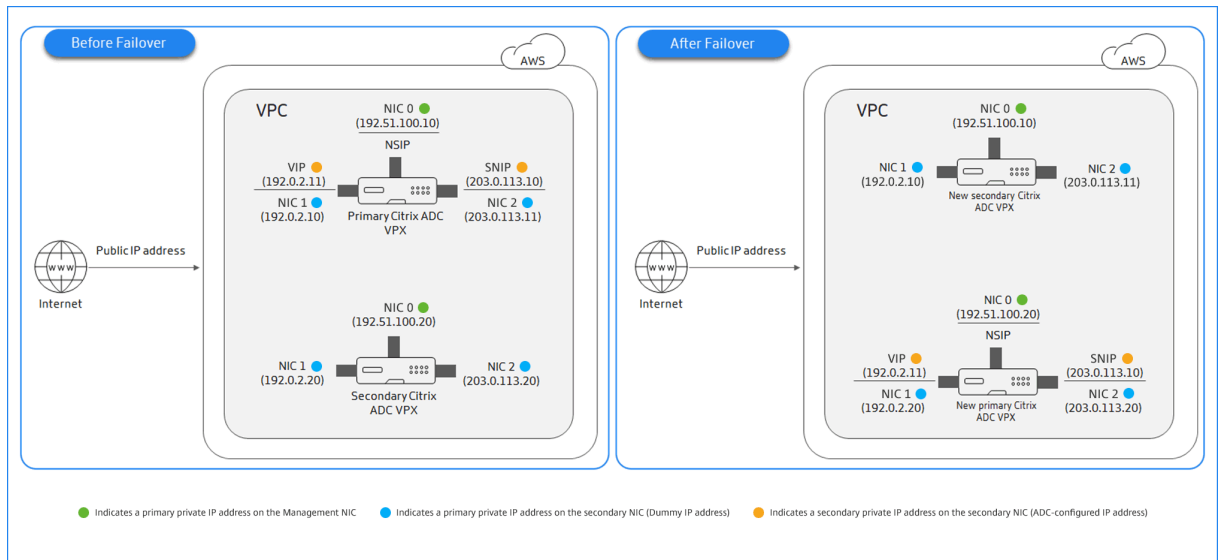 Before Failover
AWS
VPC
NIC 0
(192.51.100.10)
NSIP
VIP
(192.0.2.11)
NIC 1
(192.0.2.10)
SNIP
(203.0.113.10)
NIC 2
(203.0.113.11)
Primary Citrix ADC
VPX
Public IP address
WWW
Internet
NIC 0
(192.51.100.20)
NIC 1
(192.0.2.20)
NIC 2
(203.0.113.20)
Secondary Citrix
ADC VPX
After Failover
AWS
VPC
NIC 0
(192.51.100.10)
NIC 1
(192.0.2.10)
NIC 2
(203.0.113.11)
New secondary Citrix
ADC VPX
Public IP address
WWW
Internet
NIC 0
(192.51.100.20)
NSIP
VIP
(192.0.2.11)
NIC 1
(192.0.2.20)
SNIP
(203.0.113.10)
NIC 2
(203.0.113.20)
New primary Citrix
ADC VPX
Indicates a primary private IP address on the Management NIC
Indicates a primary private IP address on the secondary NIC (Dummy IP address)
Indicates a secondary private IP address on the secondary NIC (ADC-configured IP address)